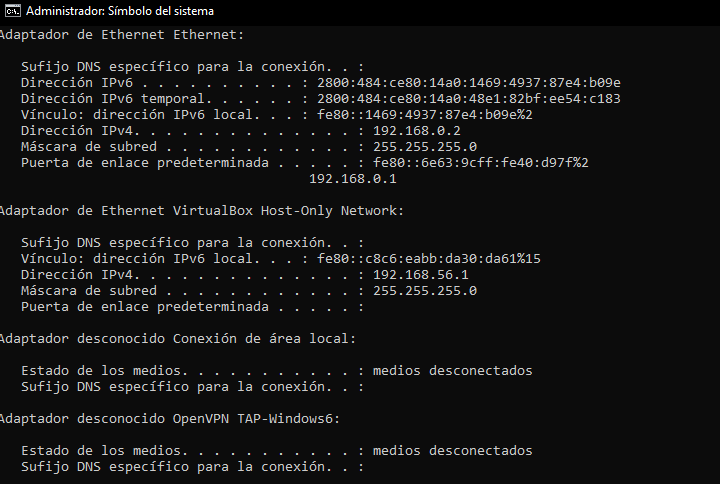 Administrador: Símbolo del sistema
Adaptador de Ethernet Ethernet:
Sufijo DNS específico para la conexión. . :
Dirección IPv6 . . . . . . . . . . : 2800:484:ce80:14a0:1469:4937:87e4:b09e
Dirección IPv6 temporal. . . . . . : 2800:484:ce80:14a0:48e1:82bf:ee54:c183
Vínculo: dirección IPv6 local. . . : fe80::1469:4937:87e4:b09e%2
Dirección IPv4. . . . . . . . . . . . . . : 192.168.0.2
Máscara de subred . . . . . . . . . . . . : 255.255.255.0
Puerta de enlace predeterminada . . . . . : fe80::6e63:9cff:fe40:d97f%2
192.168.0.1
Adaptador de Ethernet VirtualBox Host-Only Network:
Sufijo DNS específico para la conexión. . :
Vínculo: dirección IPv6 local. . . : fe80::c8c6:eabb:da30:da61%15
Dirección IPv4. . . . . . . . . . . . . . : 192.168.56.1
Máscara de subred . . . . . . . . . . . . : 255.255.255.0
Puerta de enlace predeterminada . . . . . :
Adaptador desconocido Conexión de área local:
Estado de los medios. . . . . . . . . . . : medios desconectados
Sufijo DNS específico para la conexión. . :
Adaptador desconocido OpenVPN TAP-Windows6:
Estado de los medios. . . . . . . . . . . : medios desconectados
Sufijo DNS específico para la conexión. . :